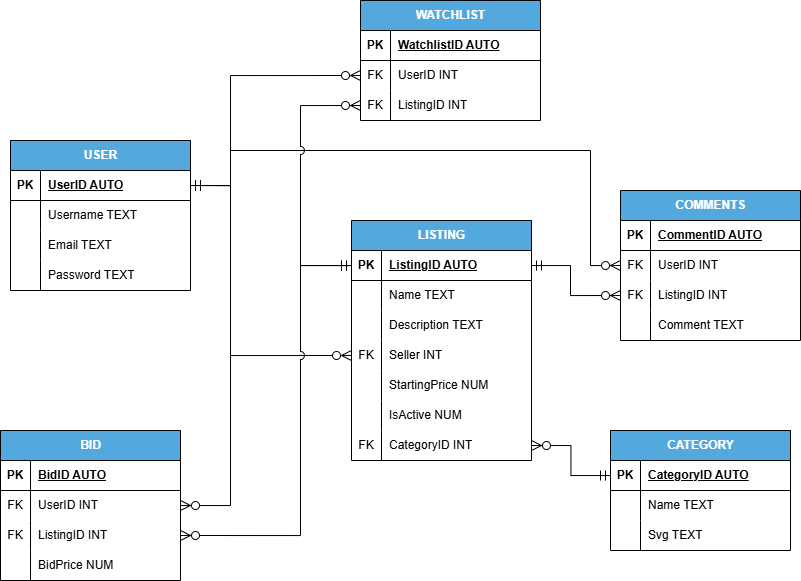 WATCHLIST
PK WatchlistID AUTO
FK UserID INT
FK ListingID INT
USER
PK UserID AUTO
Username TEXT
Email TEXT
Password TEXT
COMMENTS
PK CommentID AUTO
FK UserID INT
FK ListingID INT
Comment TEXT
LISTING
PK ListingID AUTO
Name TEXT
Description TEXT
FK Seller INT
StartingPrice NUM
IsActive NUM
FK CategoryID INT
BID
PK BidID AUTO
FK UserID INT
FK ListingID INT
BidPrice NUM
CATEGORY
PK CategoryID AUTO
Name TEXT
Svg TEXT